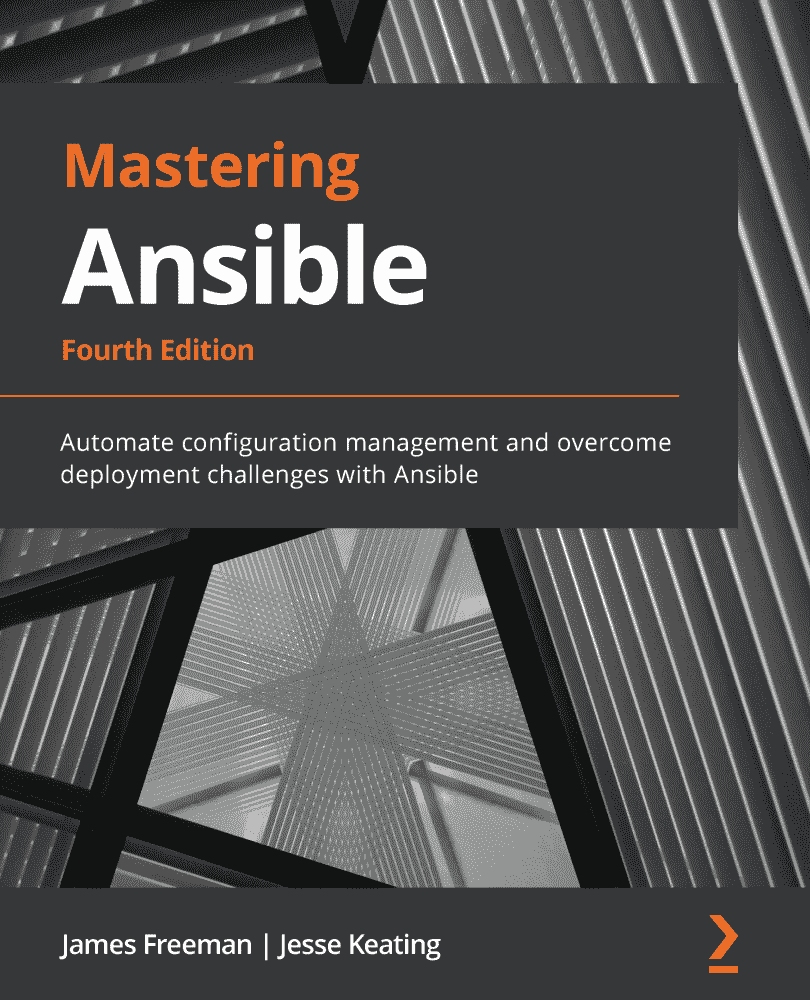 Mastering
Ansible
Fourth Edition
Automate configuration management and overcome
deployment challenges with Ansible
James Freeman | Jesse Keating